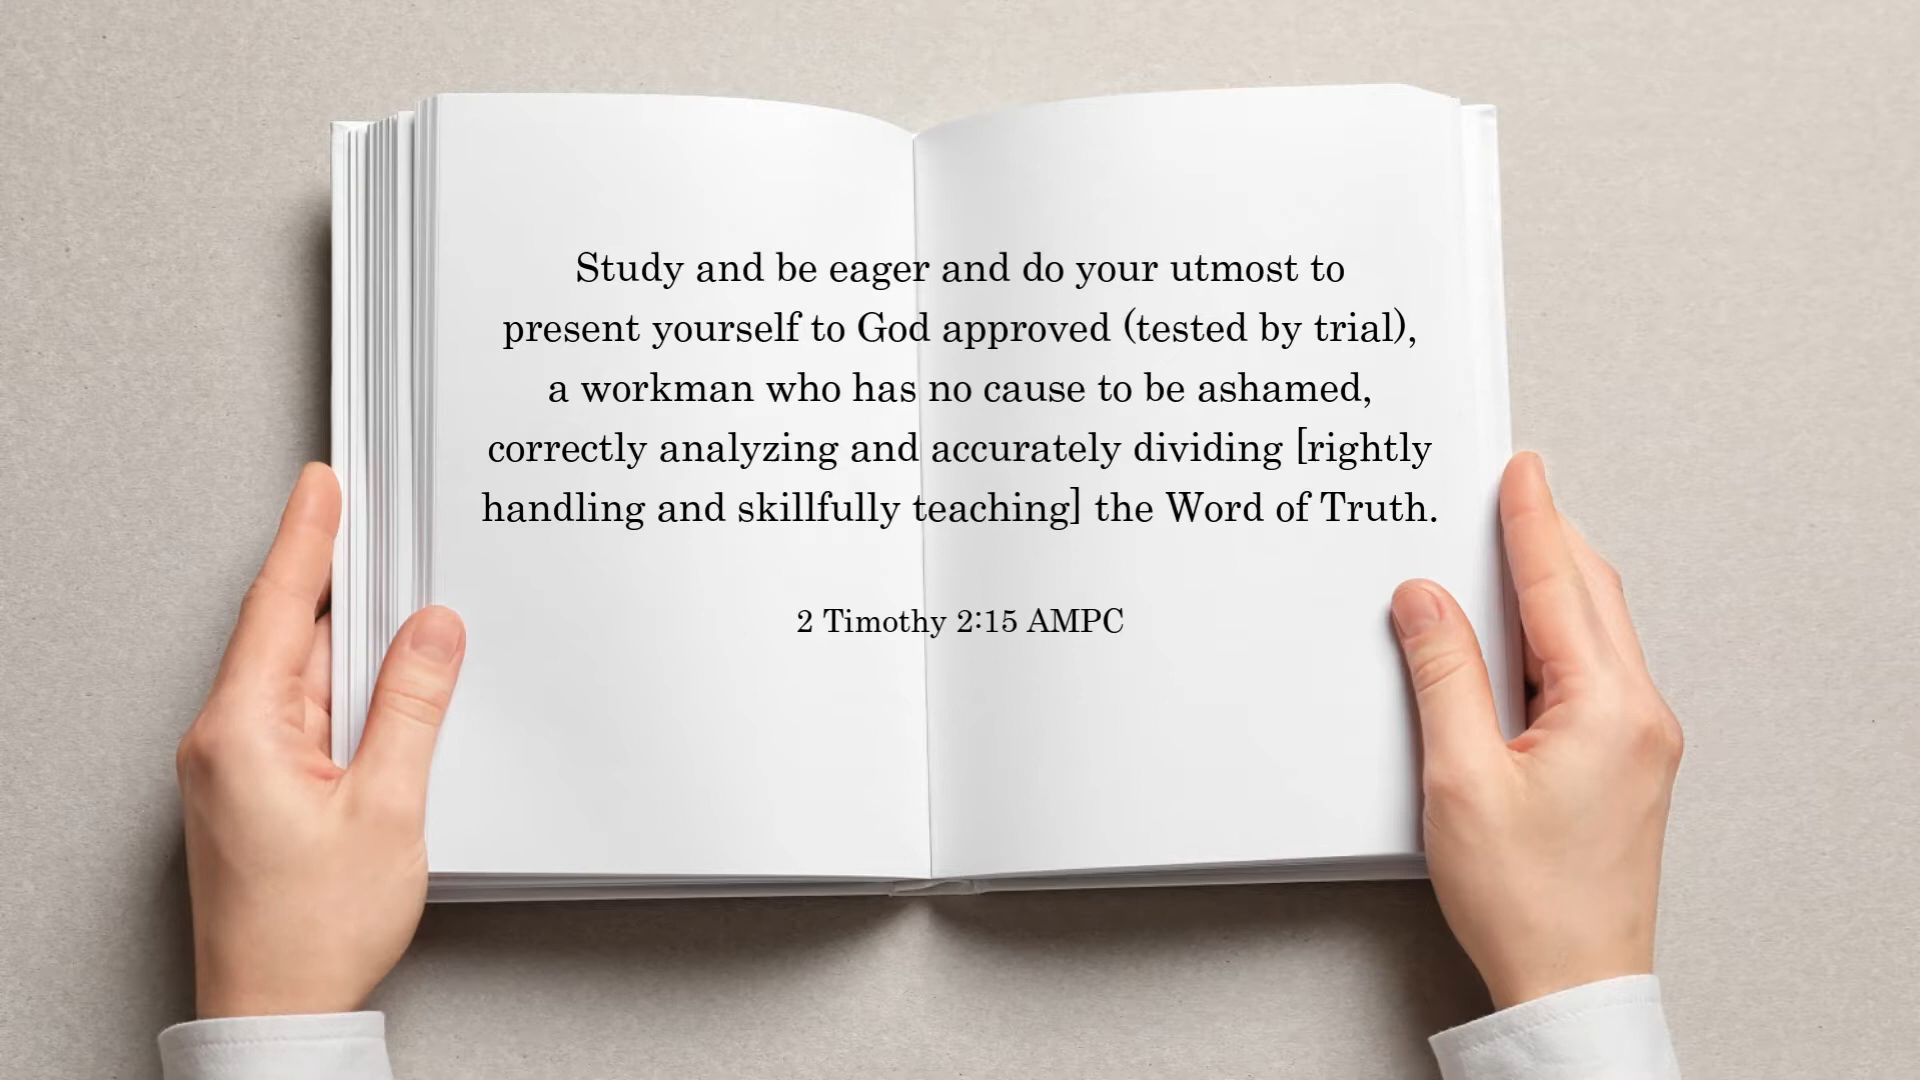 Study and be eager and do your utmost to
present yourself to God approved (tested by trial),
a workman who has no cause to be ashamed,
correctly analyzing and accurately dividing [rightly
handling and skillfully teaching] the Word of Truth.
2 Timothy 2:15 AMPC